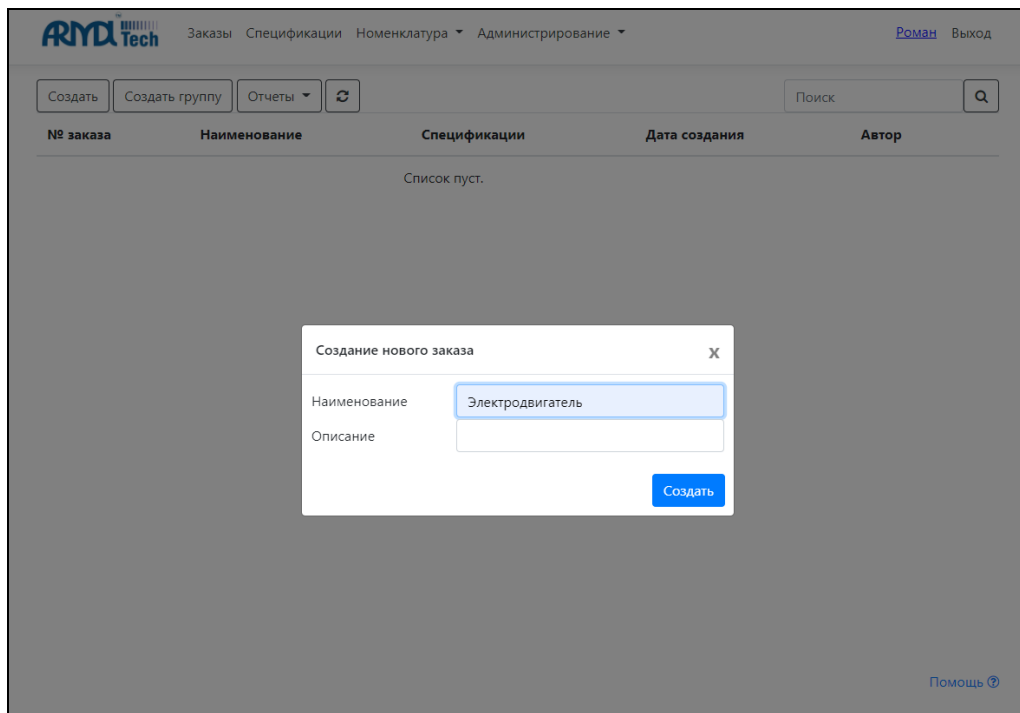 ARMA Tech Заказы Спецификации Номенклатура Администрирование Роман Выход
Создать Создать группу Отчеты Поиск
№ заказа Наименование Спецификации Дата создания Автор
Список пуст.
Создание нового заказа x
Наименование Электродвигатель
Описание
Создать
Помощь